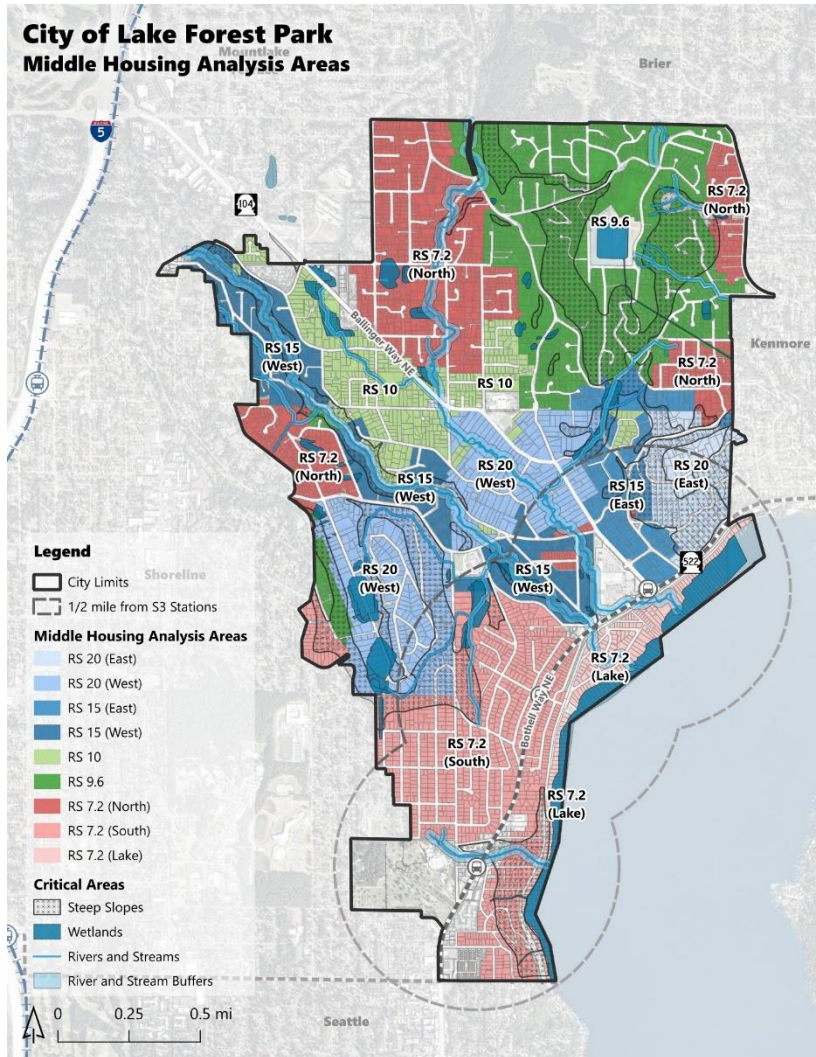 City of Lake Forest Park
Middle Housing Analysis Areas
Mountlake
Brier
5
104
RS 7.2
(North)
RS 9.6
RS 7.2
(North)
Ballinger Way NE
Kenmore
RS 15
(West)
RS 10
RS 10
RS 7.2
(North)
RS 7.2
(North)
RS 15
(West)
RS 20
(West)
RS 15
(East)
RS 20
(East)
522
Shoreline
RS 20
(West)
RS 15
(West)
RS 7.2
(Lake)
Bothell Way NE
RS 7.2
(South)
RS 7.2
(Lake)
Legend
City Limits
1/2 mile from S3 Stations
Middle Housing Analysis Areas
RS 20 (East)
RS 20 (West)
RS 15 (East)
RS 15 (West)
RS 10
RS 9.6
RS 7.2 (North)
RS 7.2 (South)
RS 7.2 (Lake)
Critical Areas
Steep Slopes
Wetlands
Rivers and Streams
River and Stream Buffers
0 0.5 mi
Seattle